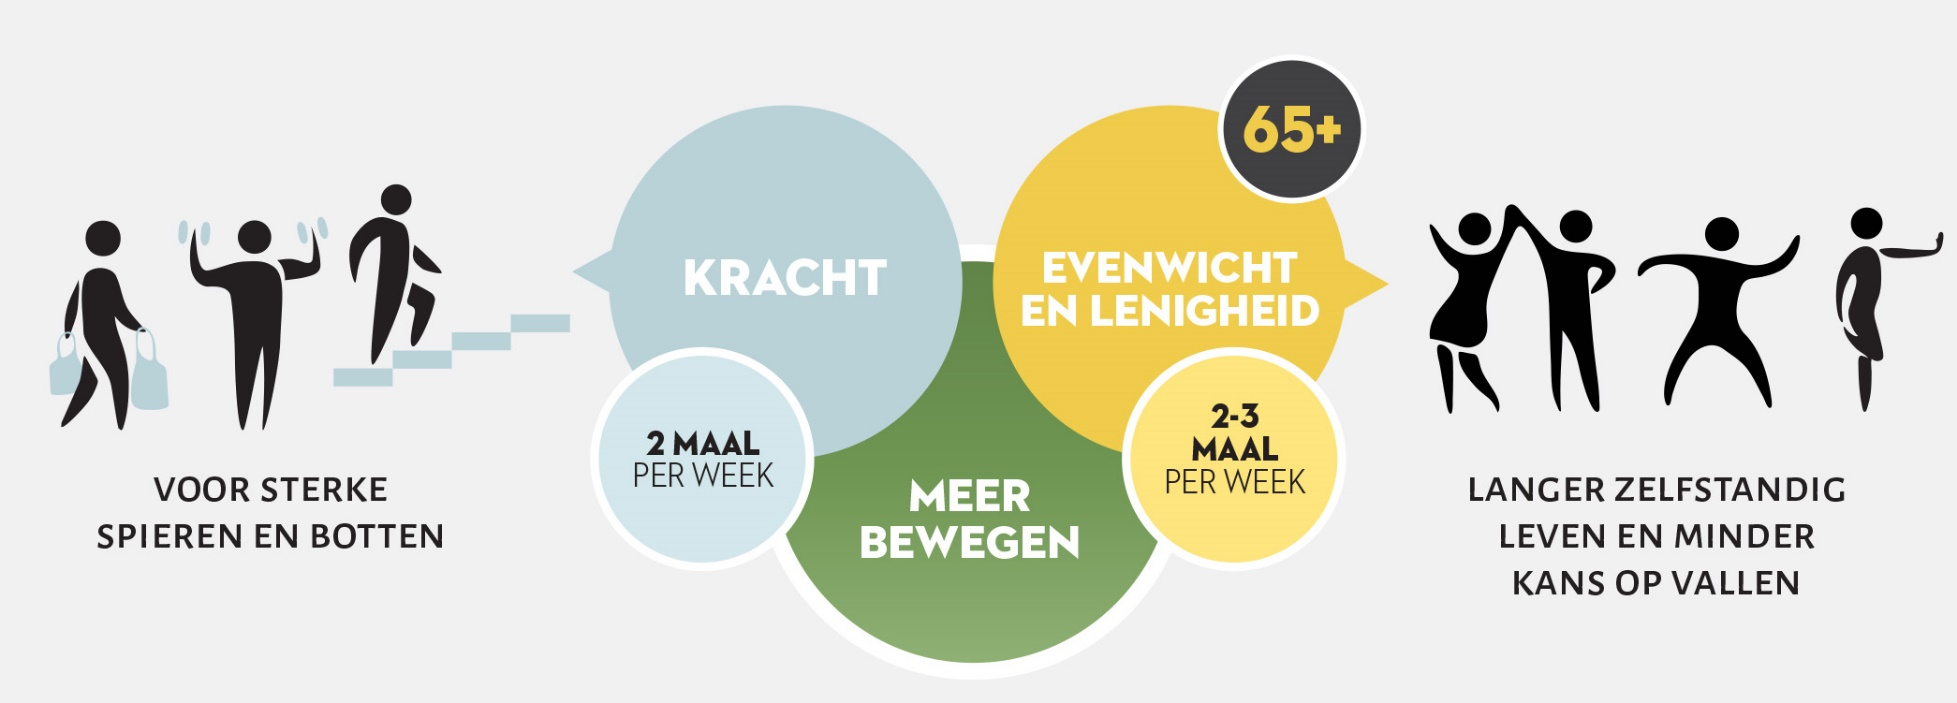 VOOR STERKE
SPIEREN EN BOTTEN
KRACHT
2 MAAL
PER WEEK
MEER
BEWEGEN
65+
EVENWICHT
EN LENIGHEID
2-3
MAAL
PER WEEK
LANGER ZELFSTANDIG
LEVEN EN MINDER
KANS OP VALLEN